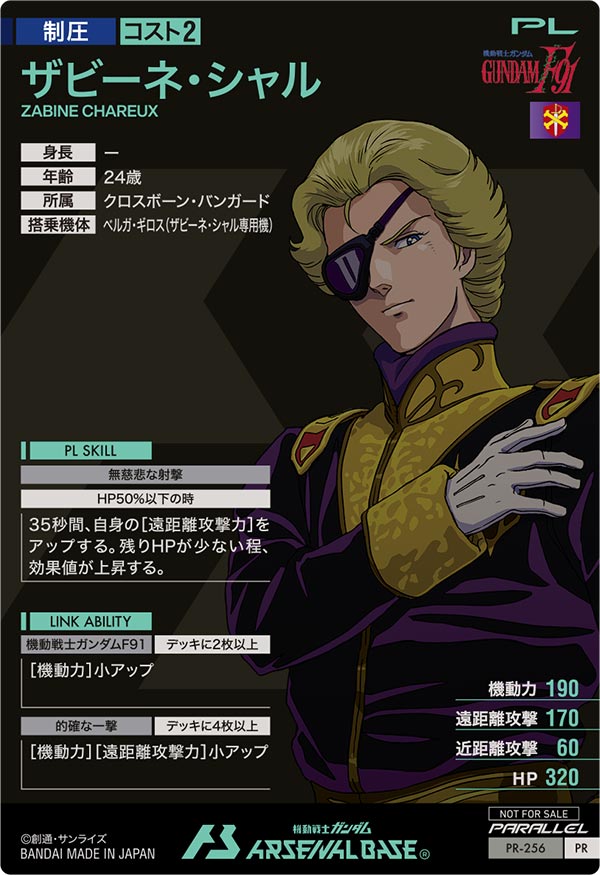 制圧 コスト2 PL
ザビーネ・シャル
ZABINE CHAREUX
機動戦士ガンダム
GUNDAM F91
身長 ー
年齢 24歳
所属 クロスボーン・バンガード
搭乗機体 ベルガ・ギロス(ザビーネ・シャル専用機)
PL SKILL
無慈悲な射撃
HP50%以下の時
35秒間、自身の[遠距離攻撃力]を
アップする。残りHPが少ない程、
効果値が上昇する。
LINK ABILITY
機動戦士ガンダムF91 デッキに2枚以上
[機動力]小アップ
的確な一撃 デッキに4枚以上
[機動力][遠距離攻撃力]小アップ
機動力 190
遠距離攻撃 170
近距離攻撃 60
HP 320
©創通・サンライズ
BANDAI MADE IN JAPAN
機動戦士ガンダム
AB ARSENAL BASE®
NOT FOR SALE
PARALLEL
PR-256 PR